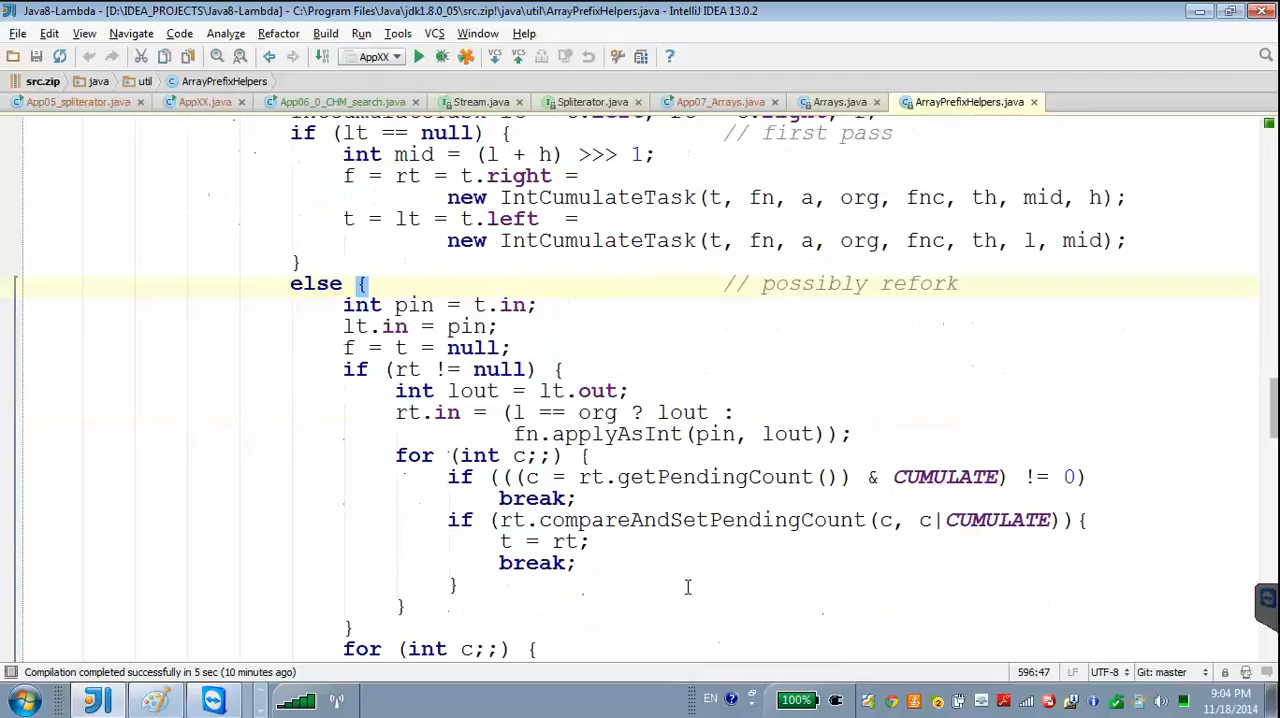 Java8-Lambda - [D:\IDEA_PROJECTS\Java8-Lambda] - C:\Program Files\Java\jdk1.8.0_05\src.zip!\java\util\ArrayPrefixHelpers.java - IntelliJ IDEA 13.0.2
File Edit View Navigate Code Analyze Refactor Build Run Tools VCS Window Help
AppXX
src.zip java util ArrayPrefixHelpers
App05_spliterator.java AppXX.java App06_0_CHM_search.java Stream.java Spliterator.java App07_Arrays.java Arrays.java ArrayPrefixHelpers.java
if (lt == null) { // first pass
int mid = (l + h) >>> 1;
f = rt = t.right =
new IntCumulateTask(t, fn, a, org, fnc, th, mid, h);
t = lt = t.left =
new IntCumulateTask(t, fn, a, org, fnc, th, l, mid);
}
else { // possibly refork
int pin = t.in;
lt.in = pin;
f = t = null;
if (rt != null) {
int lout = lt.out;
rt.in = (l == org ? lout :
fn.applyAsInt(pin, lout));
for (int c;;) {
if (((c = rt.getPendingCount()) & CUMULATE) != 0)
break;
if (rt.compareAndSetPendingCount(c, c|CUMULATE)){
t = rt;
break;
}
}
}
for (int c;;) {
Compilation completed successfully in 5 sec (10 minutes ago) 596:47 LF UTF-8 Git: master
EN 100% 9:04 PM
11/18/2014